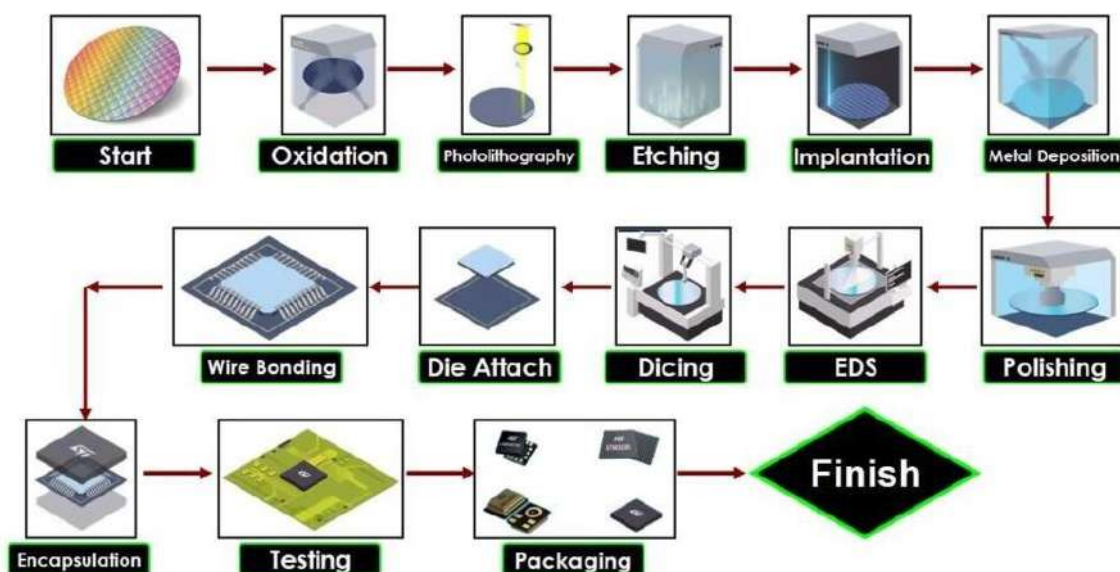 Start
Oxidation
Photolithography
Etching
Implantation
Metal Deposition
Wire Bonding
Die Attach
Dicing
EDS
Polishing
Encapsulation
Testing
Packaging
Finish